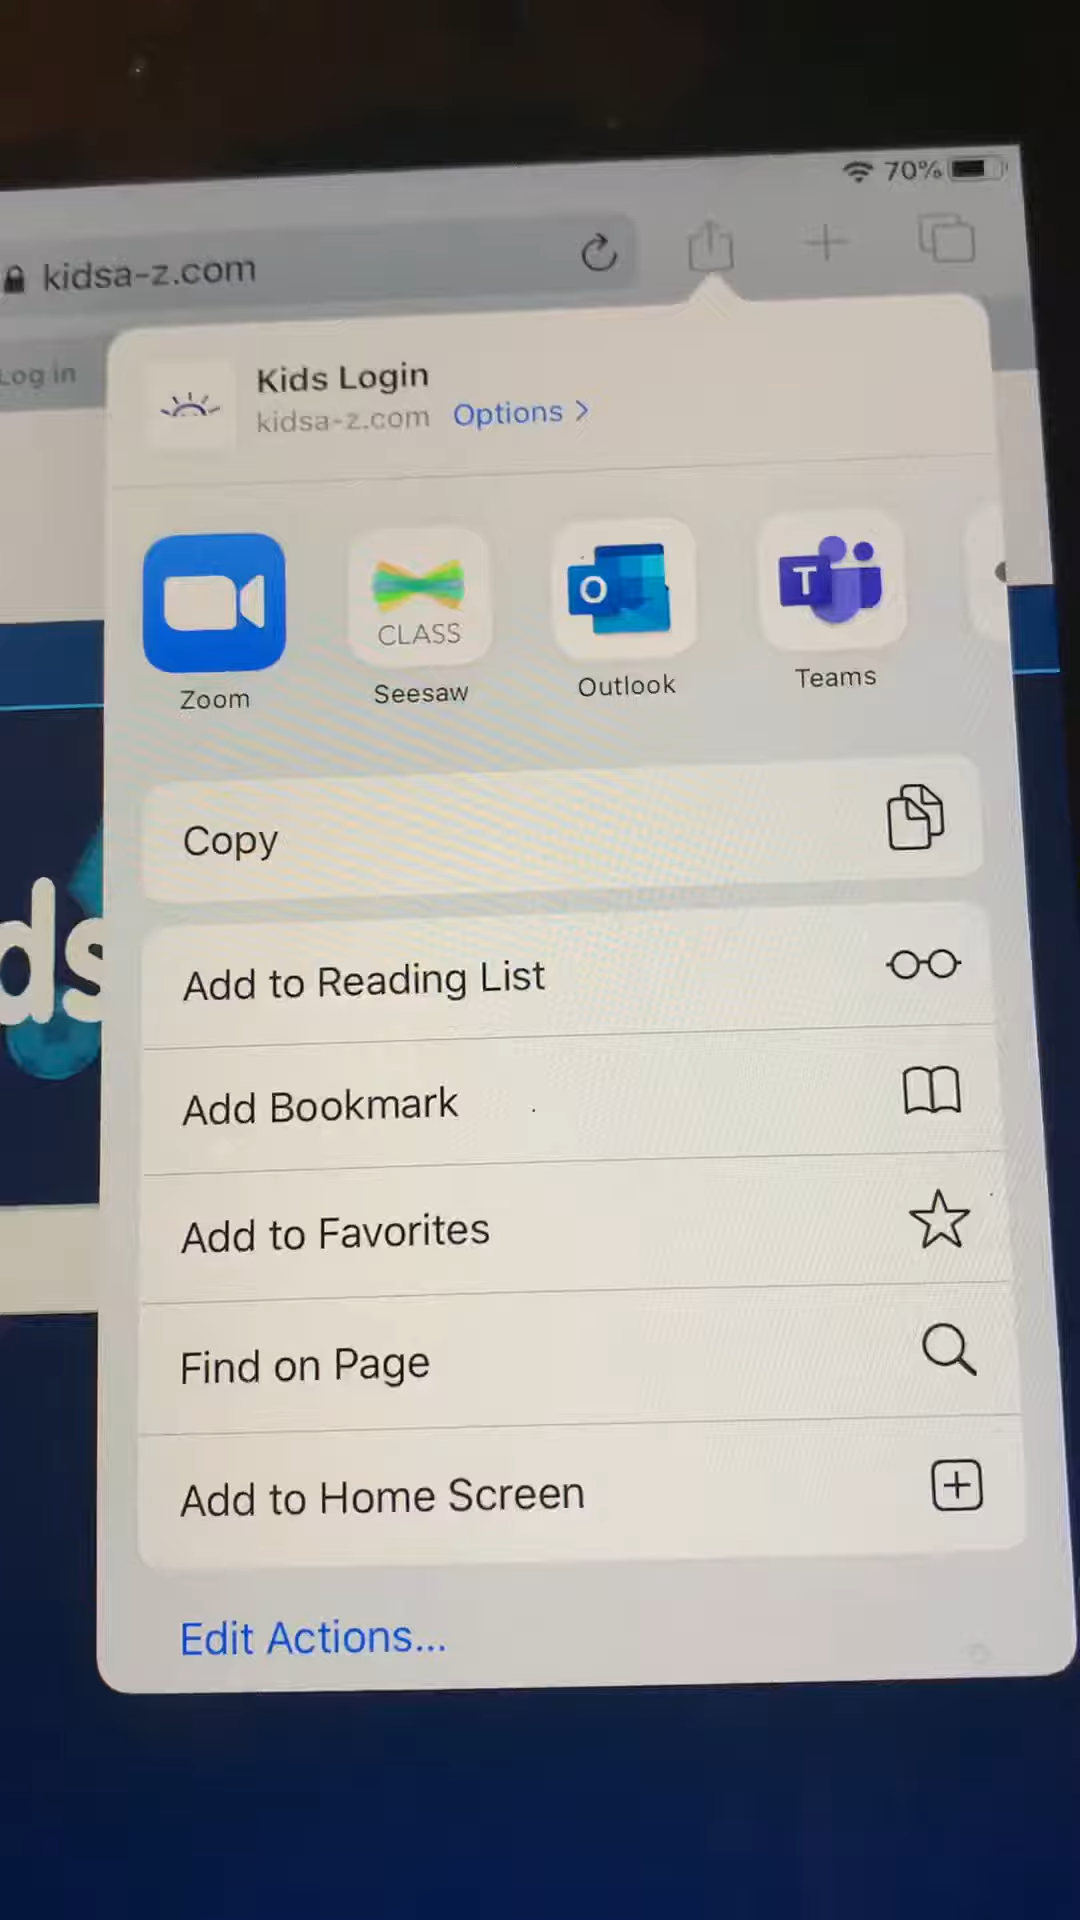 70%
kidsa-z.com
Log in
Kids Login
kidsa-z.com Options >
CLASS
T
O
Zoom
Seesaw
Outlook
Teams
Copy
ds
Add to Reading List
Add Bookmark
Add to Favorites
Find on Page
Add to Home Screen
Edit Actions...